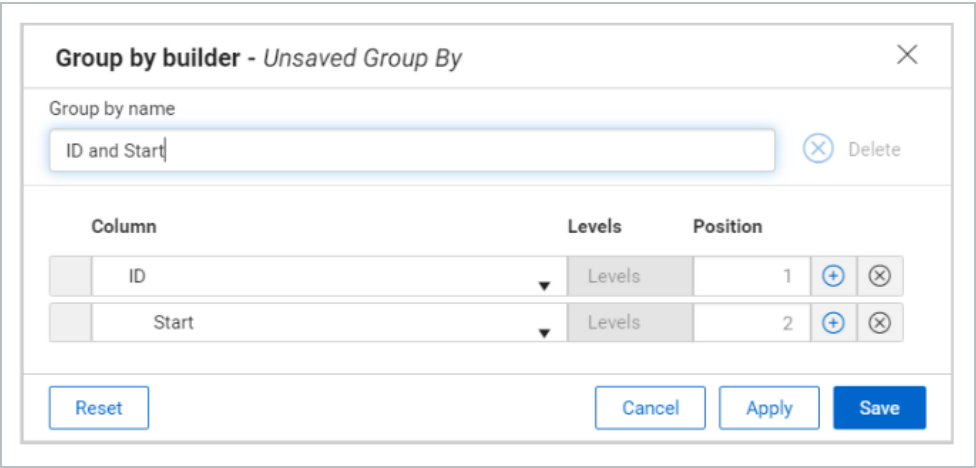 Group by builder - Unsaved Group By
Group by name
ID and Start
Delete
Column Levels Position
ID Levels 1
Start Levels 2
Reset Cancel Apply Save